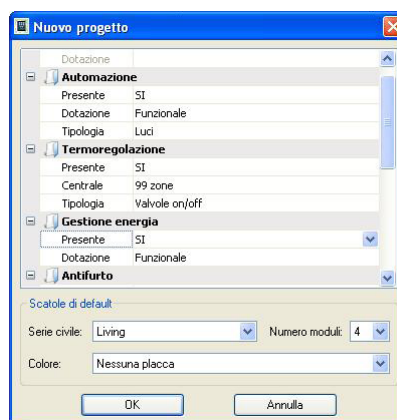 Nuovo progetto
Dotazione
Automazione
Presente SI
Dotazione Funzionale
Tipologia Luci
Termoregolazione
Presente SI
Centrale 99 zone
Tipologia Valvole on/off
Gestione energia
Presente SI
Dotazione Funzionale
Antifurto
Scatole di default
Serie civile: Living Numero moduli: 4
Colore: Nessuna placca
OK Annulla